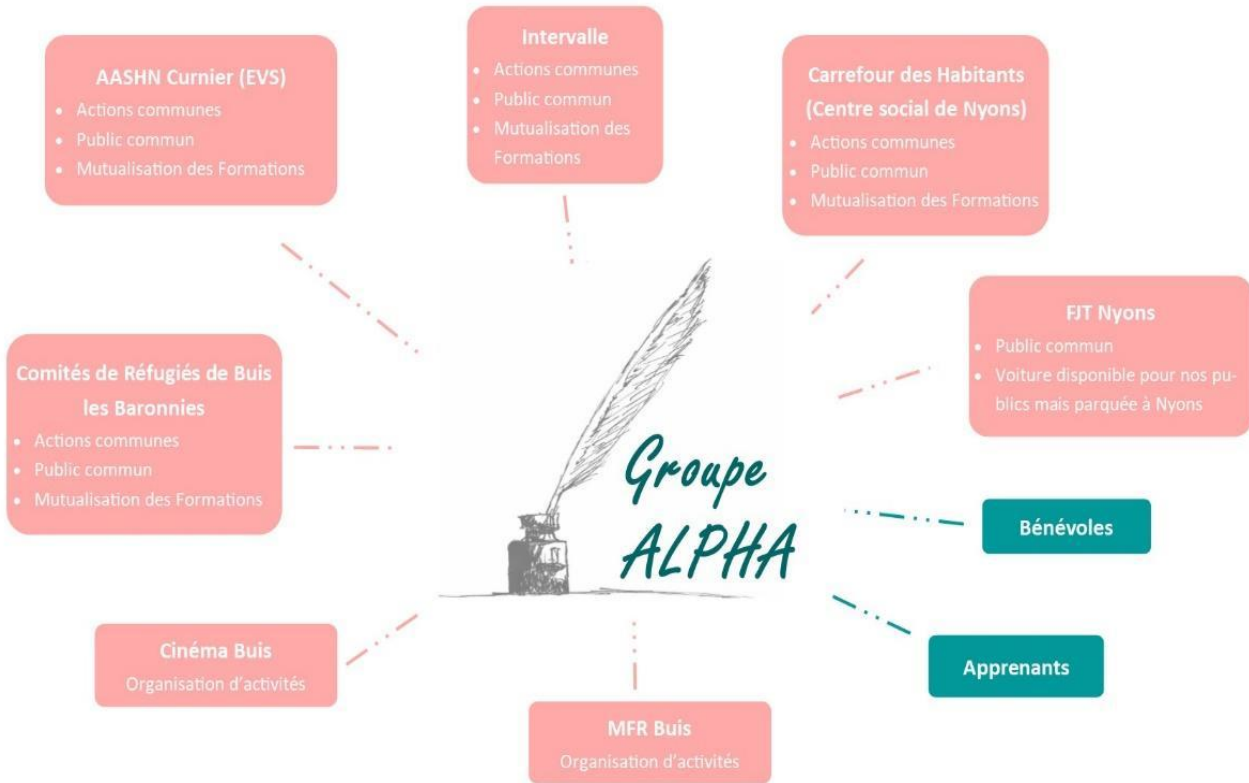 AASHN Curnier (EVS)
• Actions communes
• Public commun
• Mutualisation des Formations
Intervalle
• Actions communes
• Public commun
• Mutualisation des
Formations
Carrefour des Habitants
(Centre social de Nyons)
• Actions communes
• Public commun
• Mutualisation des Formations
FJT Nyons
• Public commun
• Voiture disponible pour nos pu-
blics mais parquée à Nyons
Comités de Réfugiés de Buis
les Baronnies
• Actions communes
• Public commun
• Mutualisation des Formations
Groupe
ALPHA
Bénévoles
Apprenants
Cinéma Buis
Organisation d'activités
MFR Buis
Organisation d'activités